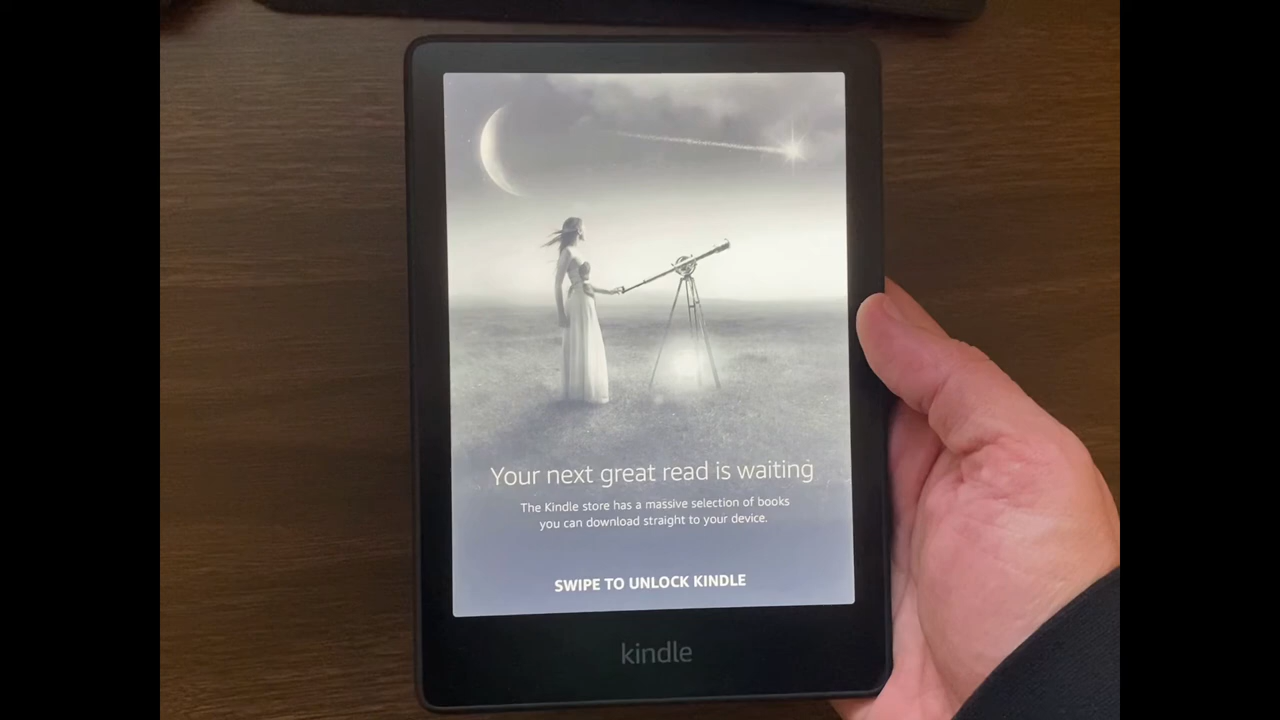 Your next great read is waiting
The Kindle store has a massive selection of books
you can download straight to your device.
SWIPE TO UNLOCK KINDLE
kindle